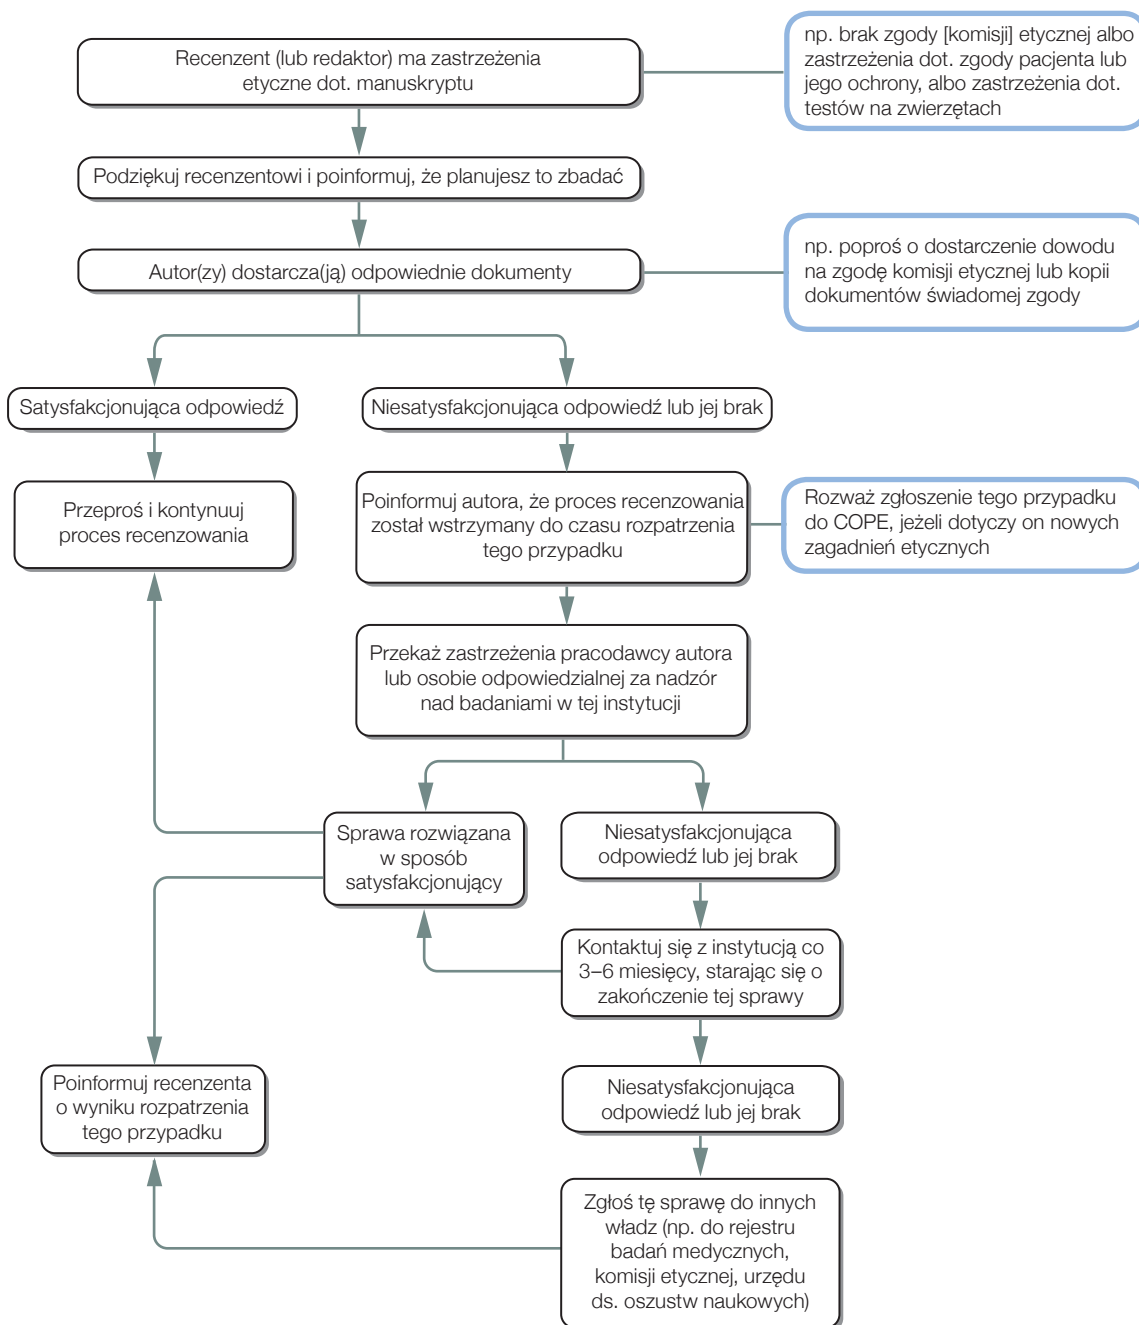 Recenzent (lub redaktor) ma zastrzeżenia
etyczne dot. manuskryptu
np. brak zgody [komisji] etycznej albo
zastrzeżenia dot. zgody pacjenta lub
jego ochrony, albo zastrzeżenia dot.
testów na zwierzętach
Podziękuj recenzentowi i poinformuj, że planujesz to zbadać
Autor(zy) dostarcza(ją) odpowiednie dokumenty
np. poproś o dostarczenie dowodu
na zgodę komisji etycznej lub kopii
dokumentów świadomej zgody
Satysfakcjonująca odpowiedź
Niesatysfakcjonująca odpowiedź lub jej brak
Przeproś i kontynuuj
proces recenzowania
Poinformuj autora, że proces recenzowania
został wstrzymany do czasu rozpatrzenia
tego przypadku
Rozważ zgłoszenie tego przypadku
do COPE, jeżeli dotyczy on nowych
zagadnień etycznych
Przekaż zastrzeżenia pracodawcy autora
lub osobie odpowiedzialnej za nadzór
nad badaniami w tej instytucji
Sprawa rozwiązana
w sposób
satysfakcjonujący
Niesatysfakcjonująca
odpowiedź lub jej brak
Kontaktuj się z instytucją co
3–6 miesięcy, starając się o
zakończenie tej sprawy
Poinformuj recenzenta
o wyniku rozpatrzenia
tego przypadku
Niesatysfakcjonująca
odpowiedź lub jej brak
Zgłoś tę sprawę do innych
władz (np. do rejestru
badań medycznych,
komisji etycznej, urzędu
ds. oszustw naukowych)